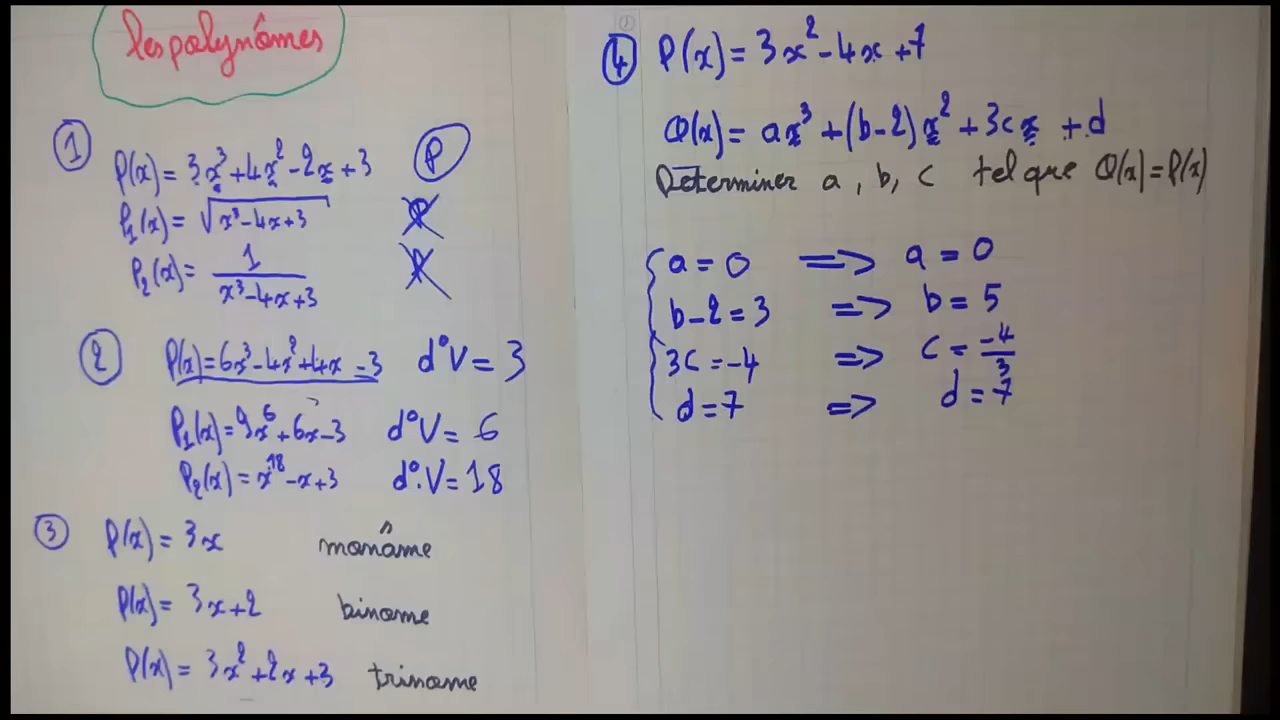 les polynômes
1
P(x) = 3x³ + 4x² - 2x + 3 P
P₁(x) = √(x³ - 4x + 3) P
P₂(x) = 1/(x³ - 4x + 3)
2
P(x) = 6x³ - 4x² + 4x - 3 d°V = 3
P₁(x) = 9x⁶ + 6x - 3 d°V = 6
P₂(x) = x¹⁸ - x + 3 d°.V = 18
3
P(x) = 3x monôme
P(x) = 3x + 2 binome
P(x) = 3x² + 2x + 3 triname
4
P(x) = 3x² - 4x + 7
Q(x) = ax³ + (b - 2)x² + 3cx + d
Determiner a, b, c tel que Q(x) = P(x)
a = 0 => a = 0
b - 2 = 3 => b = 5
3c = -4 => c = -4/3
d = 7 => d = 7